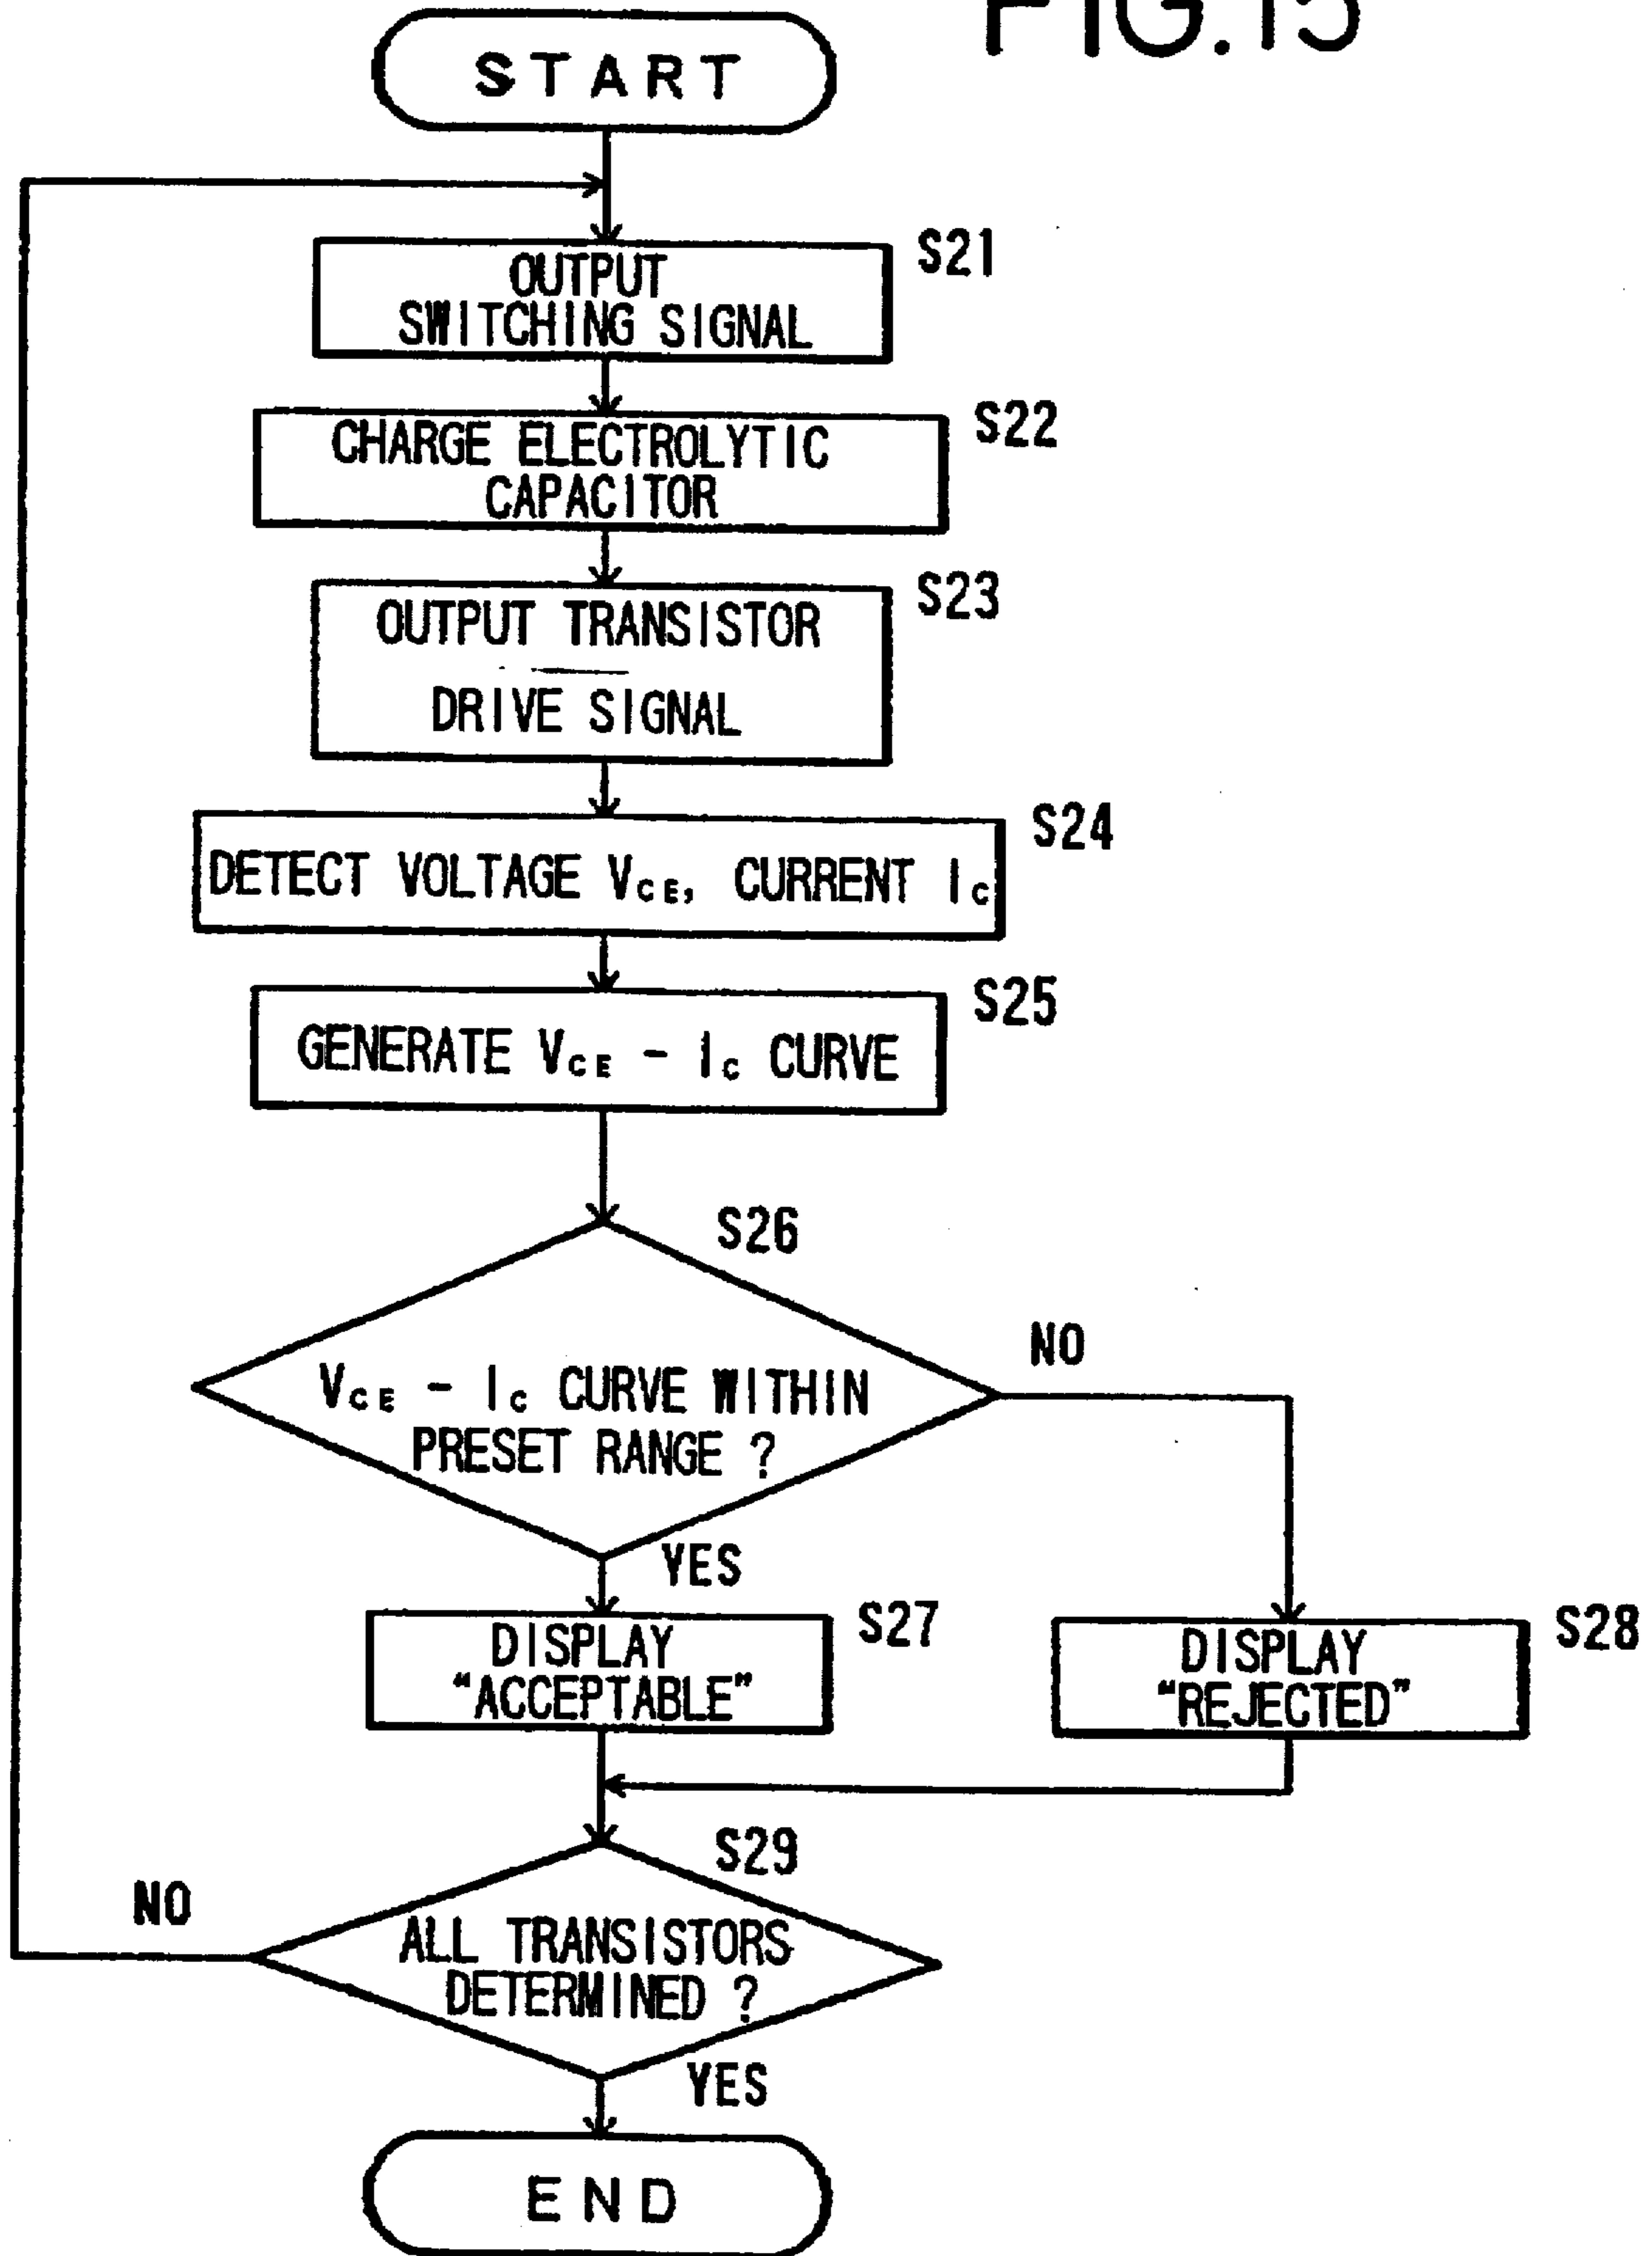 FIG.15
START
S21
OUTPUT
SWITCHING SIGNAL
S22
CHARGE ELECTROLYTIC
CAPACITOR
S23
OUTPUT TRANSISTOR
DRIVE SIGNAL
S24
DETECT VOLTAGE VCE, CURRENT IC
S25
GENERATE VCE - IC CURVE
S26
NO
VCE - IC CURVE WITHIN
PRESET RANGE ?
YES
S27
DISPLAY
"ACCEPTABLE"
S28
DISPLAY
"REJECTED"
S29
NO
ALL TRANSISTORS
DETERMINED ?
YES
END